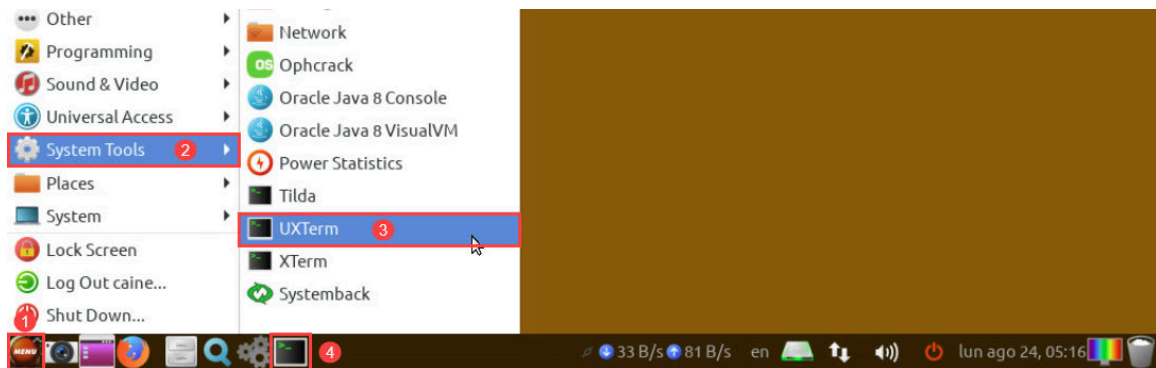 Other
Programming
Sound & Video
Universal Access
System Tools 2
Places
System
Lock Screen
Log Out caine...
Shut Down...
1
Network
OS Ophcrack
Oracle Java 8 Console
Oracle Java 8 VisualVM
Power Statistics
Tilda
UXTerm 3
XTerm
Systemback
MENU 4 33 B/s 81 B/s en lun ago 24, 05:16